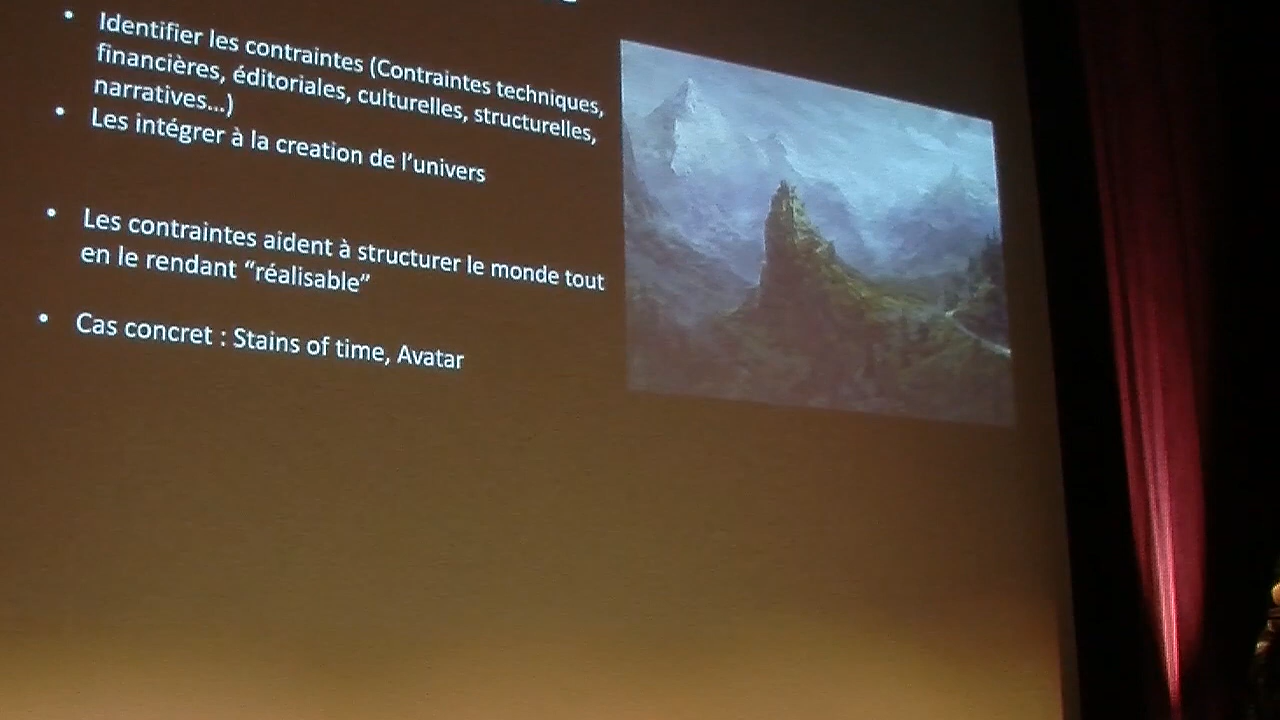 • Identifier les contraintes (Contraintes techniques,
financières, éditoriales, culturelles, structurelles,
narratives...)
• Les intégrer à la creation de l'univers
• Les contraintes aident à structurer le monde tout
en le rendant “réalisable”
• Cas concret : Stains of time, Avatar